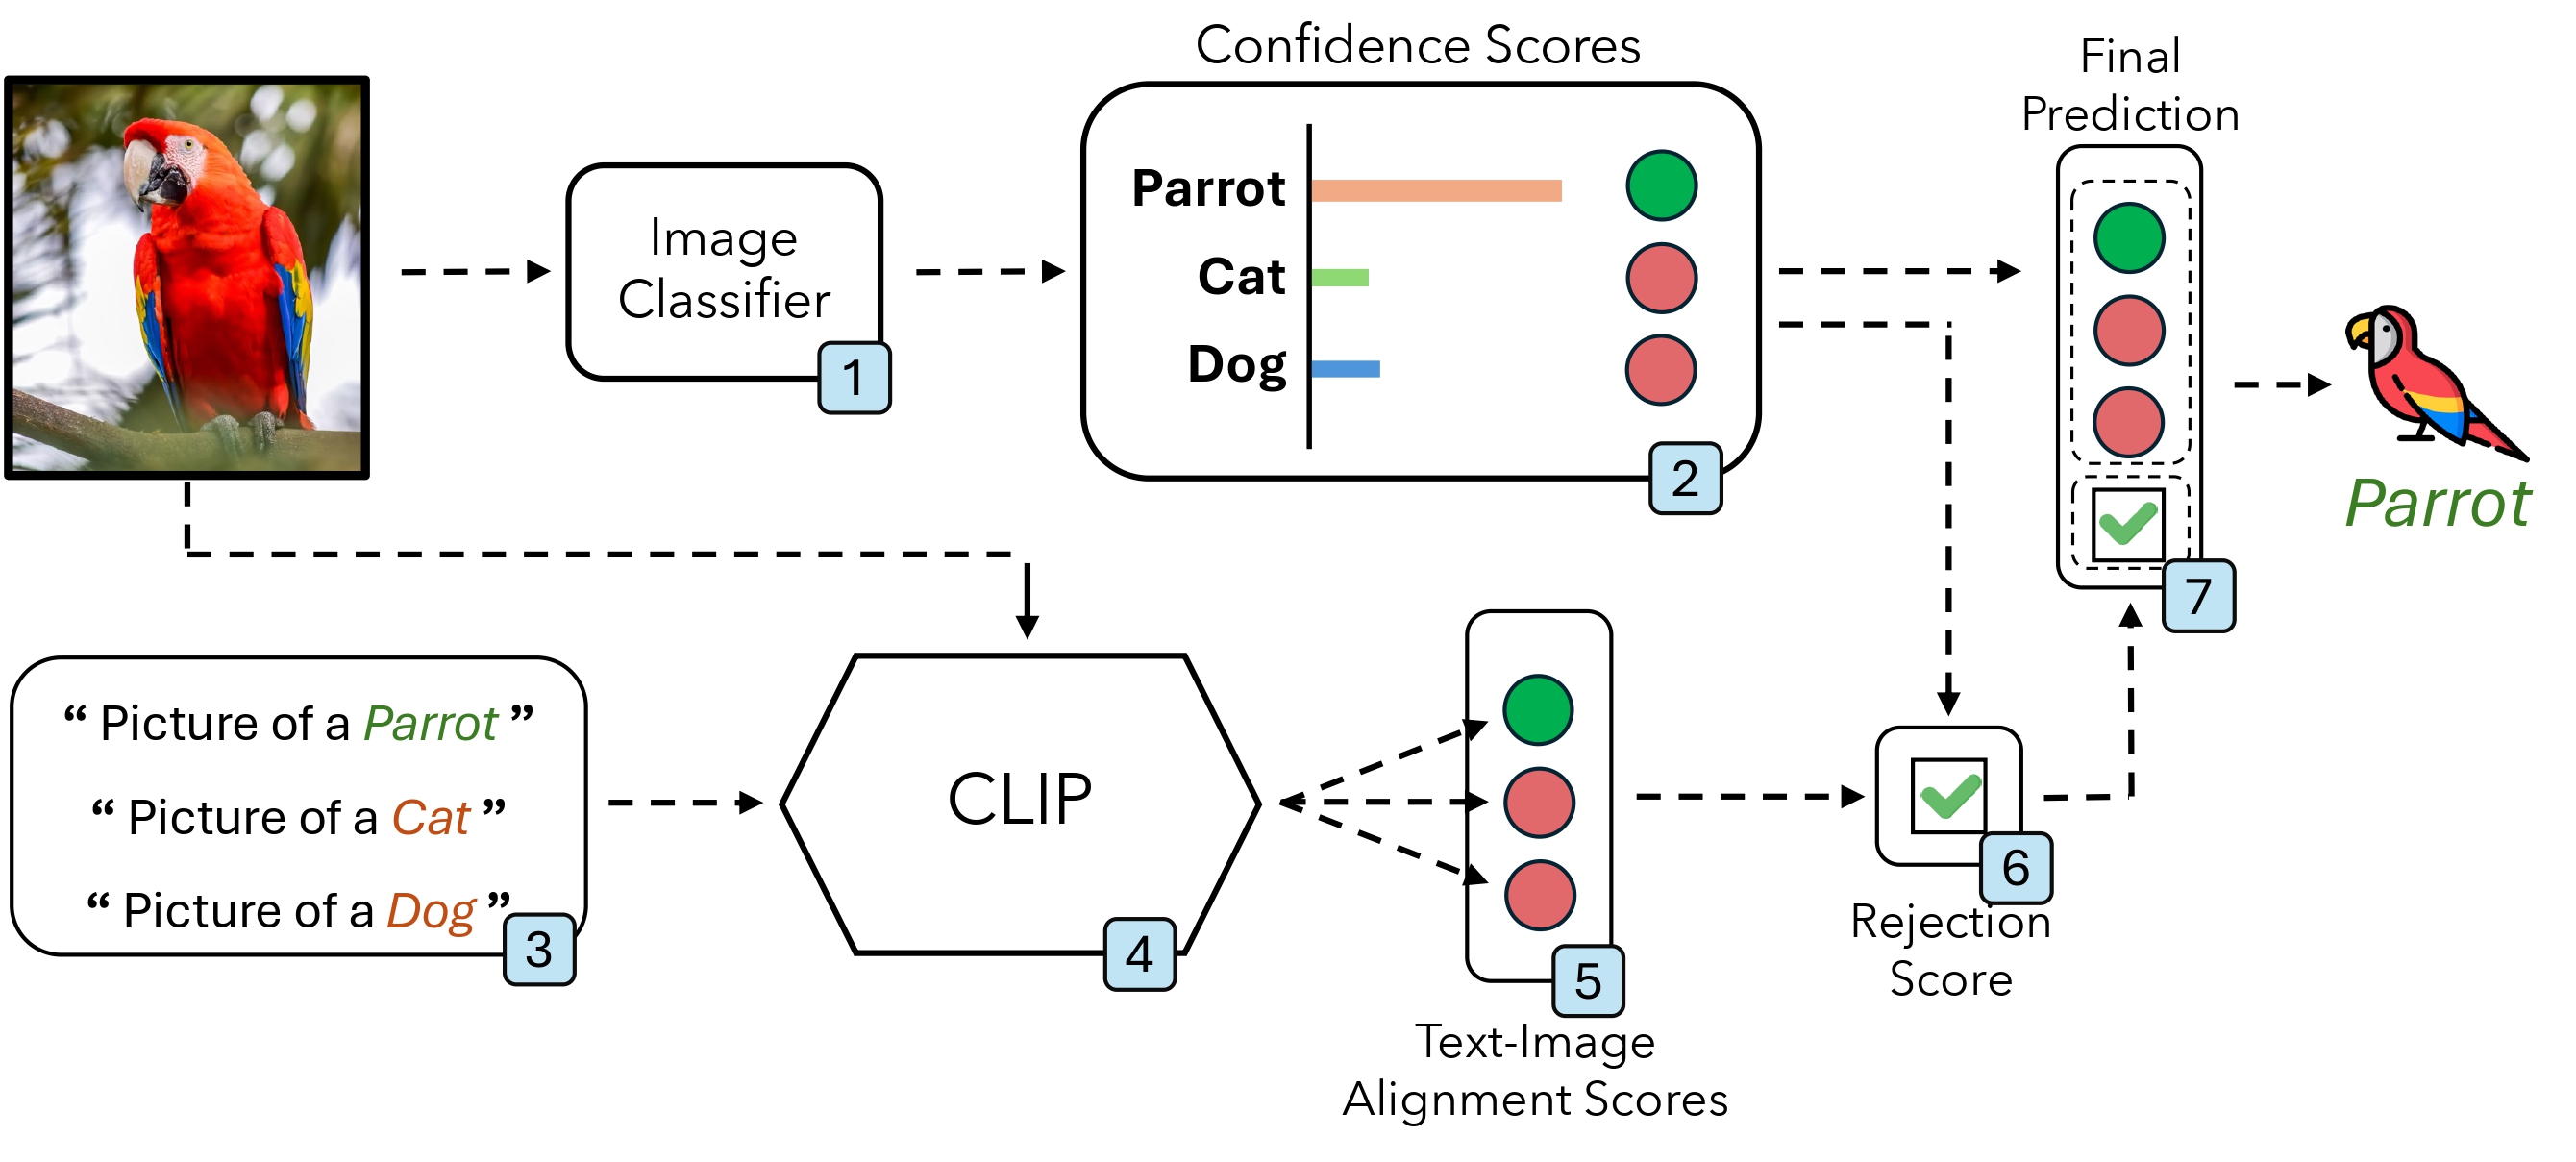 Confidence Scores
Final
Prediction
Parrot
Cat
Dog
Image
Classifier
1
2
Parrot
7
“ Picture of a Parrot ”
“ Picture of a Cat ”
“ Picture of a Dog ”
3
CLIP
4
5
Text-Image
Alignment Scores
6
Rejection
Score